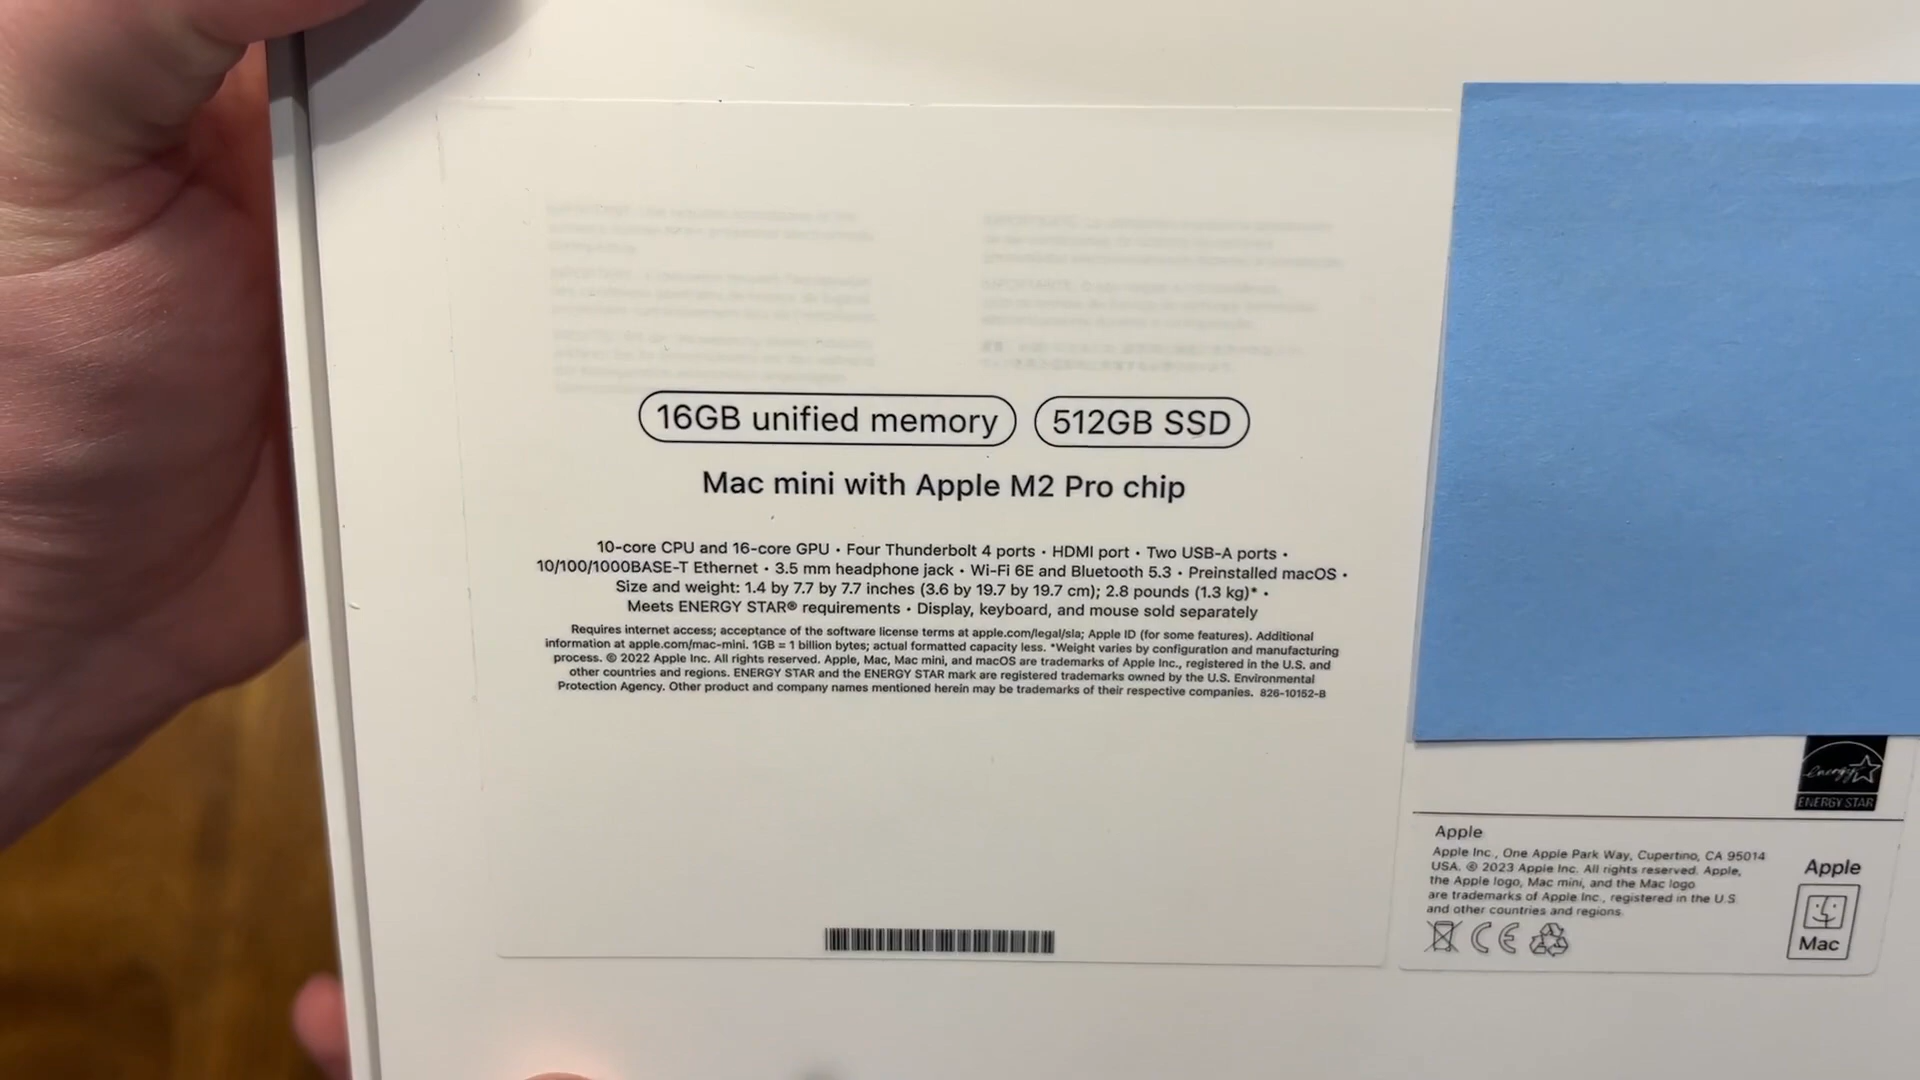 16GB unified memory 512GB SSD
Mac mini with Apple M2 Pro chip
10-core CPU and 16-core GPU • Four Thunderbolt 4 ports • HDMI port • Two USB-A ports •
10/100/1000BASE-T Ethernet • 3.5 mm headphone jack • Wi-Fi 6E and Bluetooth 5.3 • Preinstalled macOS •
Size and weight: 1.4 by 7.7 by 7.7 inches (3.6 by 19.7 by 19.7 cm); 2.8 pounds (1.3 kg)* •
Meets ENERGY STAR® requirements • Display, keyboard, and mouse sold separately
Requires internet access; acceptance of the software license terms at apple.com/legal/sla; Apple ID (for some features). Additional
information at apple.com/mac-mini. 1GB = 1 billion bytes; actual formatted capacity less. *Weight varies by configuration and manufacturing
process. © 2022 Apple Inc. All rights reserved. Apple, Mac, Mac mini, and macOS are trademarks of Apple Inc., registered in the U.S. and
other countries and regions. ENERGY STAR and the ENERGY STAR mark are registered trademarks owned by the U.S. Environmental
Protection Agency. Other product and company names mentioned herein may be trademarks of their respective companies. 826-10152-B
energy
ENERGY STAR
Apple
Apple Inc., One Apple Park Way, Cupertino, CA 95014
USA. © 2023 Apple Inc. All rights reserved. Apple,
the Apple logo, Mac mini, and the Mac logo
are trademarks of Apple Inc., registered in the U.S.
and other countries and regions.
CE
Apple
Mac